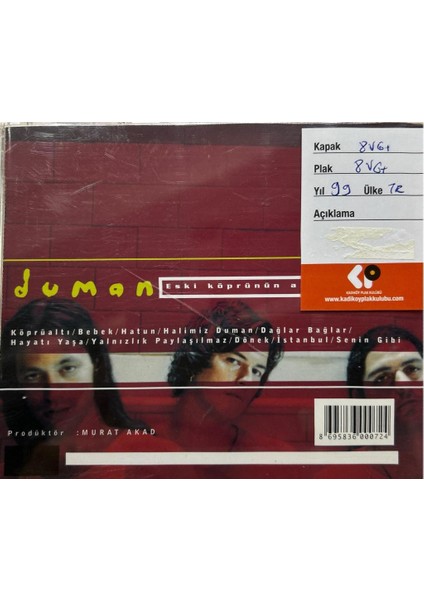 Kapak 8VG+
Plak 8VG+
Yıl 99 Ülke TR
Açıklama
KADIKÖY PLAK KULÜBÜ
www.kadikoyplakkulubu.com
duman Eski köprünün a
Köprüaltı/Bebek/Hatun/Halimiz Duman/Dağlar Bağlar/
Hayatı Yaşa/Yalnızlık Paylaşılmaz/Dönek/İstanbul/Senin Gibi
Prodüktör :MURAT AKAD
8 695836 000724